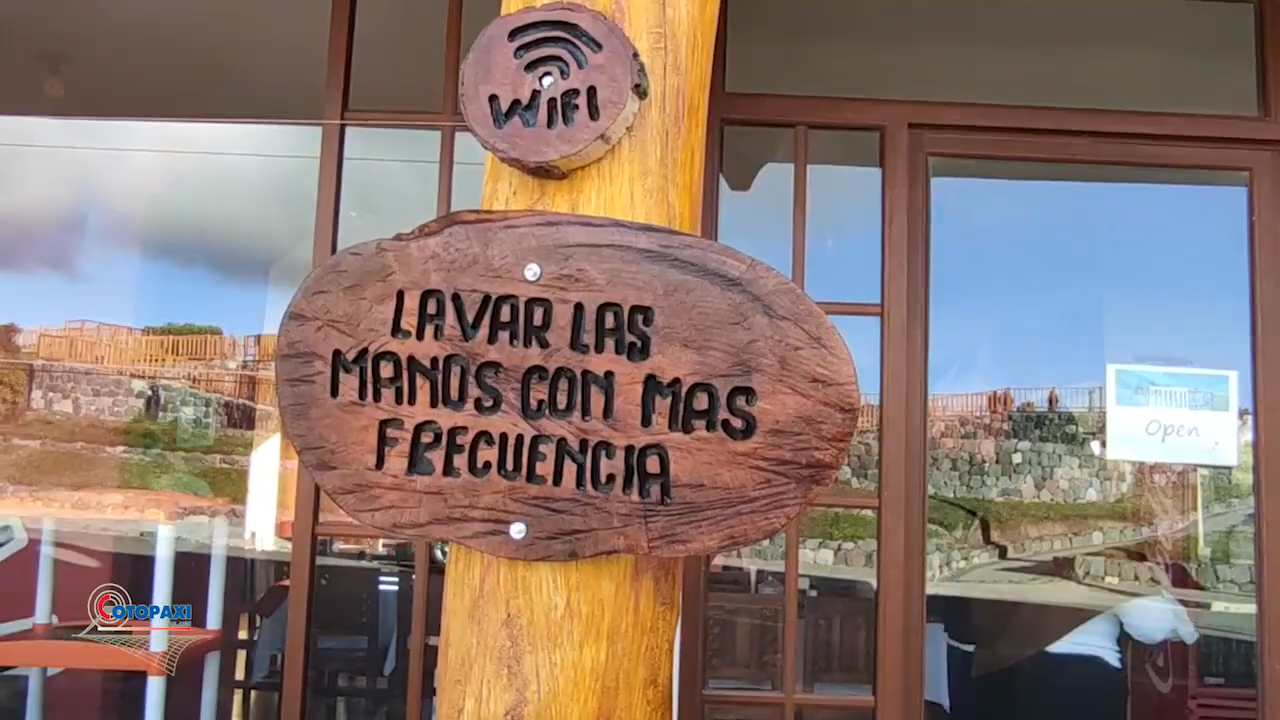 WIFI
LAVAR LAS
MANOS CON MAS
FRECUENCIA
Open
COTOPAXI